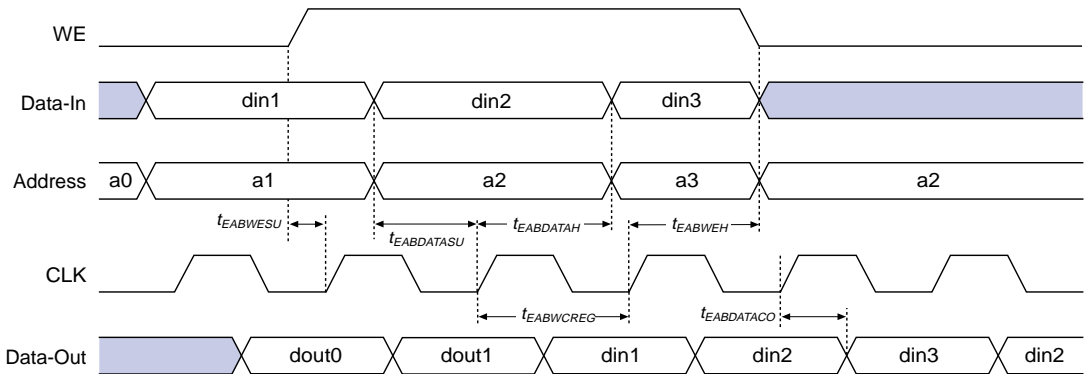 WE
Data-In din1 din2 din3
Address a0 a1 a2 a3 a2
tEABWESU tEABDATASU tEABDATAH tEABWEH
CLK
tEABWCREG tEABDATACO
Data-Out dout0 dout1 din1 din2 din3 din2